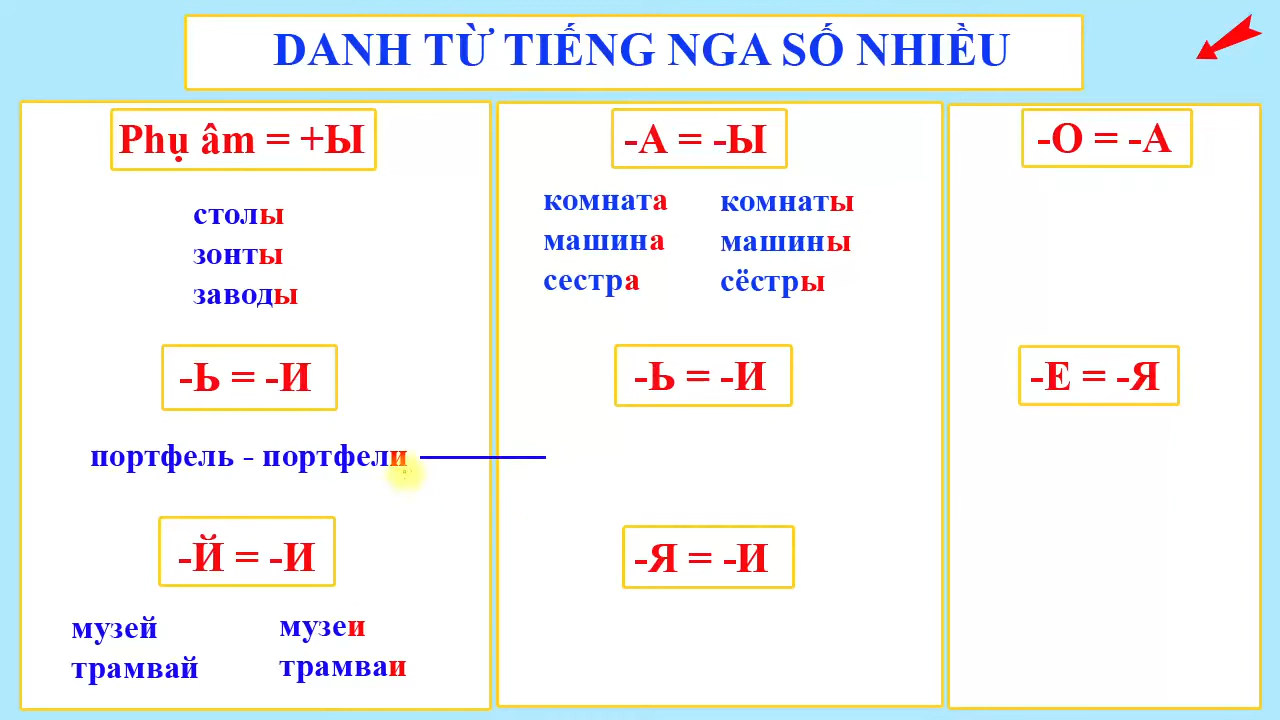 DANH TỪ TIẾNG NGA SỐ NHIỀU
Phụ âm = +Ы
столы
зонты
заводы
-Ь = -И
портфель - портфели
-Й = -И
музей музеи
трамвай трамваи
-А = -Ы
комната комнаты
машина машины
сестра сёстры
-Ь = -И
-Я = -И
-О = -А
-Е = -Я